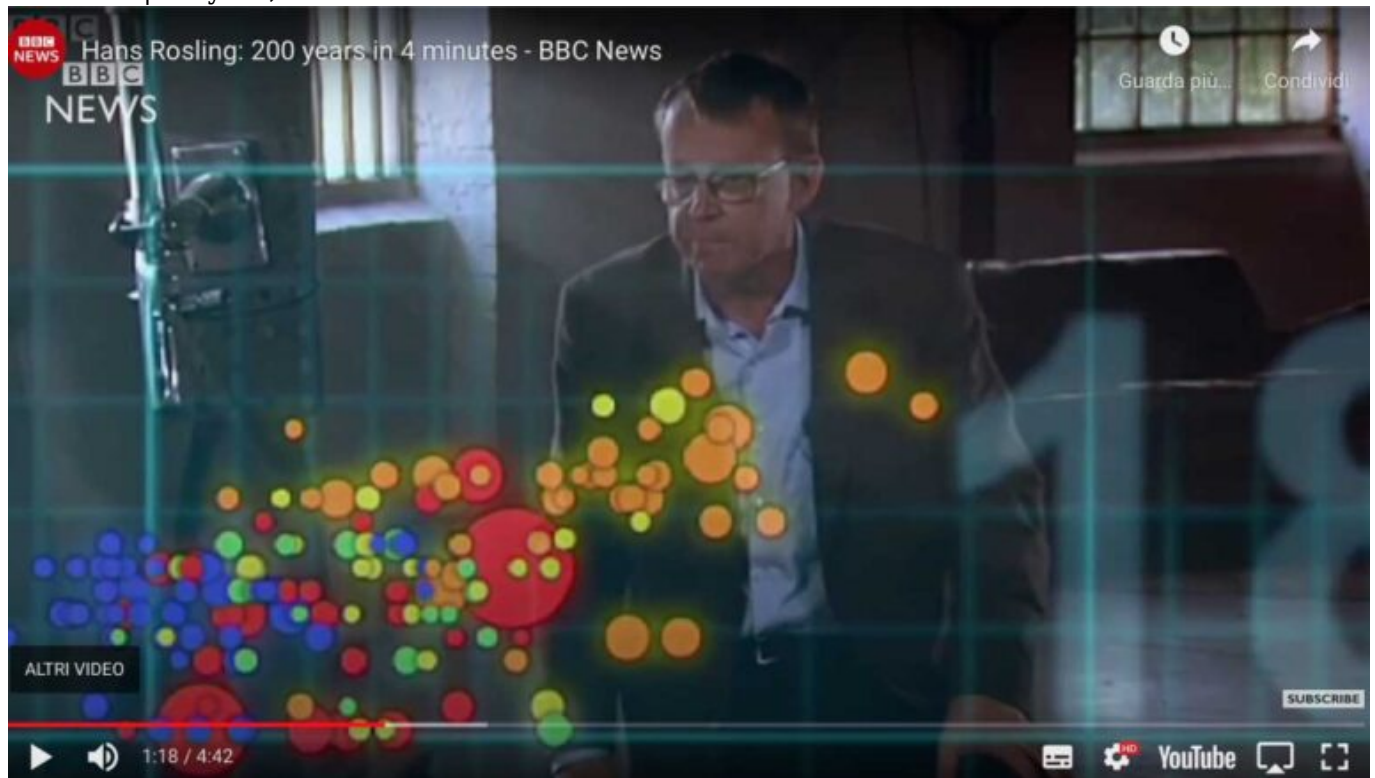 BBC
NEWS
Hans Rosling: 200 years in 4 minutes - BBC News
BBC
NEWS
Guarda più...
Condividi
18
ALTRI VIDEO
SUBSCRIBE
1:18 / 4:42
HD
YouTube